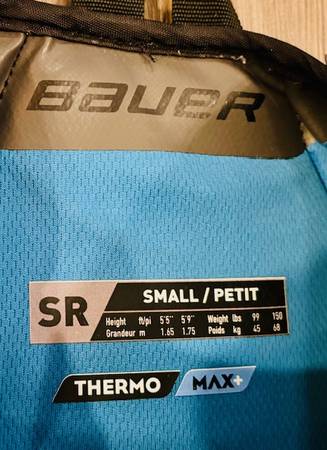 BAUER
SR
SMALL / PETIT
Height ft/pi 5'5" 5'9" Weight lbs 99 150
Grandeur m 1.65 1.75 Poids kg 45 68
THERMO MAX+